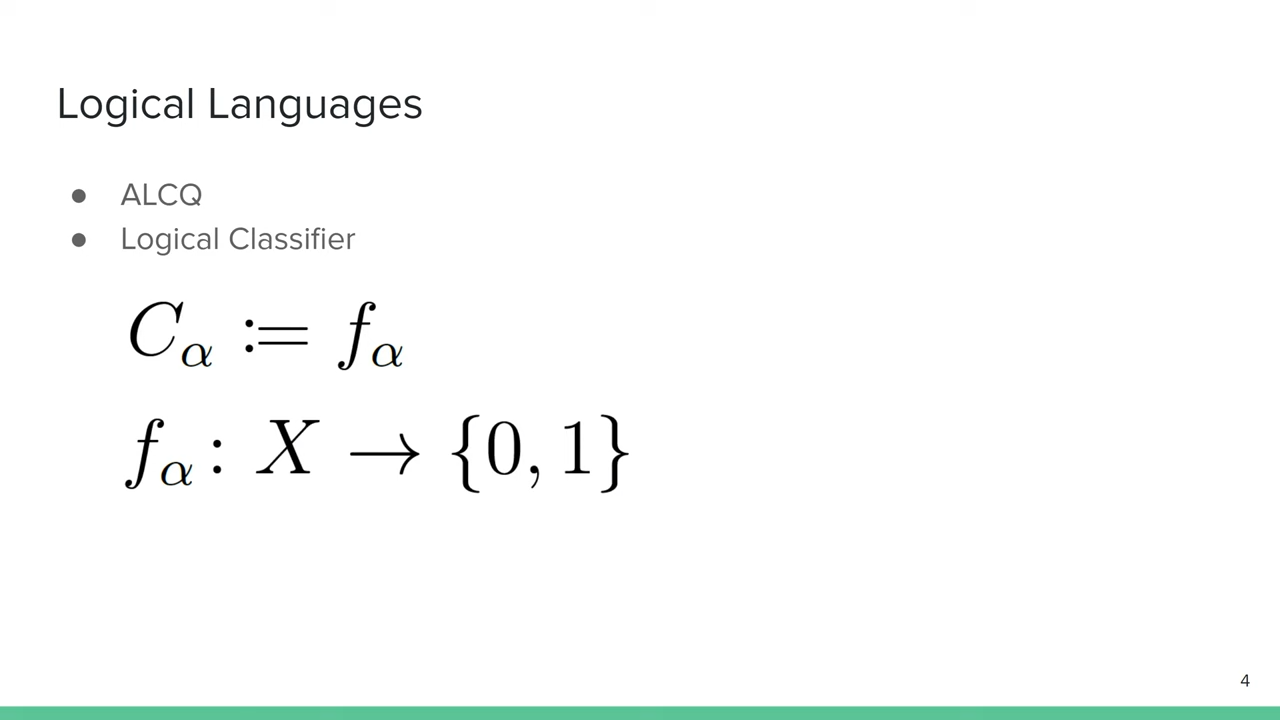 Logical Languages
● ALCQ
● Logical Classifier
C_α := f_α
f_α : X → {0, 1}
4